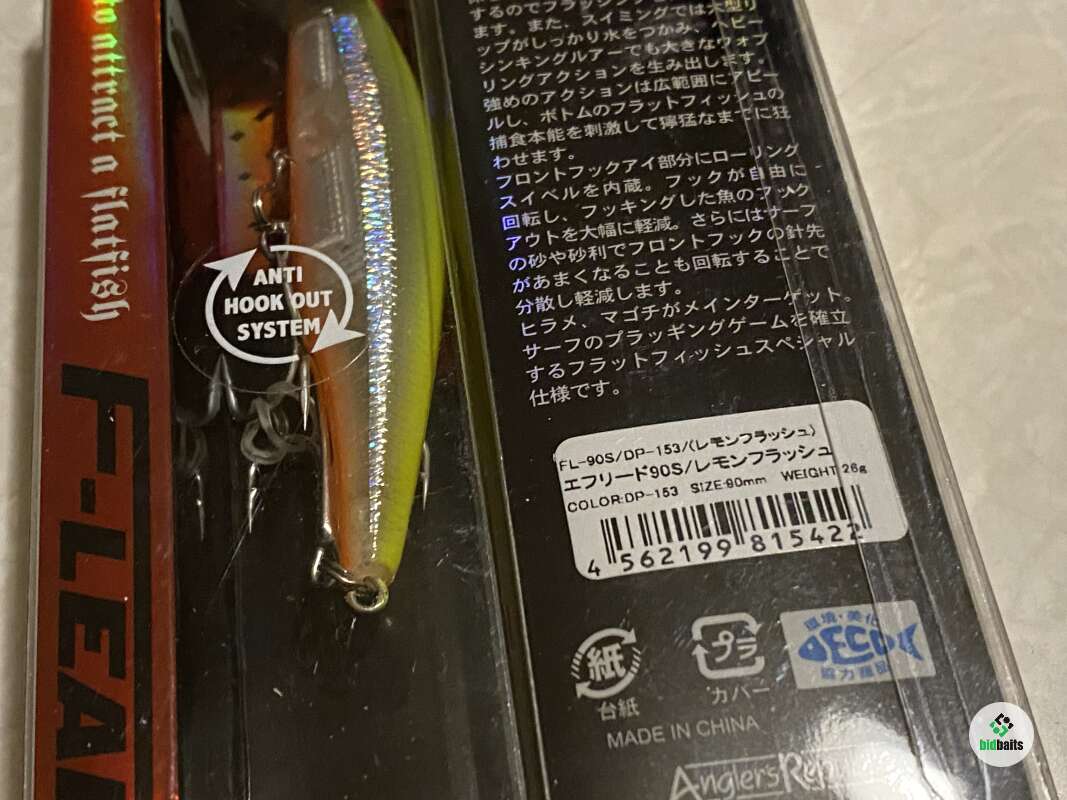 to attract a flatfish
F-LEA
ANTI
HOOK OUT
SYSTEM
するのでフラッシング
ます。また、スイミングでは大型リ
ップがしっかり水をつかみ、ヘビー
シンキングルアーでも大きなウォブ
リングアクションを生み出します。
強めのアクションは広範囲にアピー
ルし、ボトムのフラットフィッシュの
捕食本能を刺激して獰猛なまでに狂
わせます。
フロントフックアイ部分にローリング
スイベルを内蔵。フックが自由に
回転し、フッキングした魚のフック
アウトを大幅に軽減。さらにはサーフ
の砂や砂利でフロントフックの針先
があまくなることも回転することで
分散し軽減します。
ヒラメ、マゴチがメインターゲット。
サーフのプラッギングゲームを確立
するフラットフィッシュスペシャル
仕様です。
FL-90S/DP-153/(レモンフラッシュ)
エフリード90S/レモンフラッシュ
COLOR:DP-153 SIZE:90mm WEIGHT:26g
4 562199 815422
紙
台紙
プラ
カバー
環境・美化
ECO
協力商品
MADE IN CHINA
Anglers Rep
bidbaits